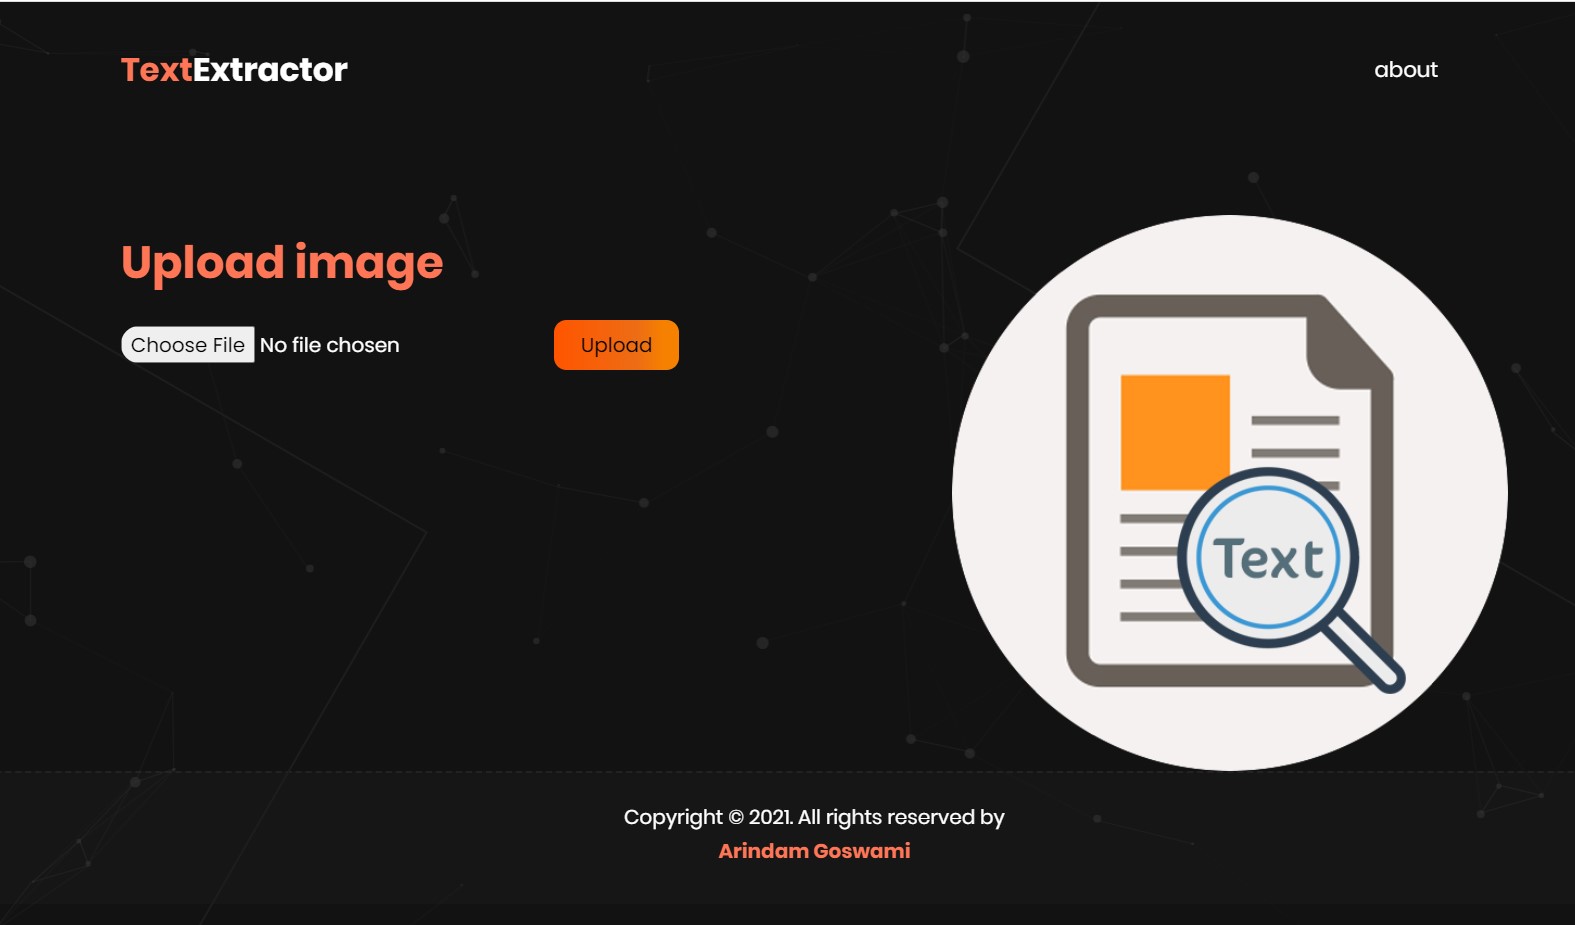 TextExtractor
about
Upload image
Choose File No file chosen
Upload
Text
Copyright © 2021. All rights reserved by
Arindam Goswami